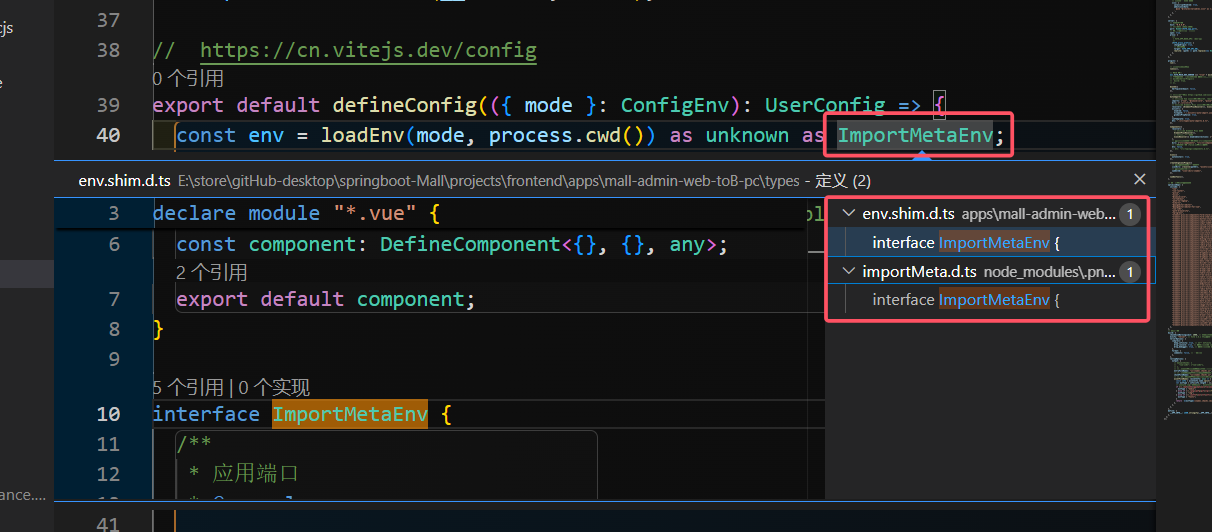 cjs
37
38 // https://cn.vitejs.dev/config
0 个引用
39 export default defineConfig(({ mode }: ConfigEnv): UserConfig => {
40 const env = loadEnv(mode, process.cwd()) as unknown as ImportMetaEnv;
env.shim.d.ts E:\store\gitHub-desktop\springboot-Mall\projects\frontend\apps\mall-admin-web-toB-pc\types - 定义 (2)
3 declare module "*.vue" {
6 const component: DefineComponent<{}, {}, any>;
2 个引用
7 export default component;
8 }
9
5 个引用 | 0 个实现
10 interface ImportMetaEnv {
11 /**
12 * 应用端口
env.shim.d.ts apps\mall-admin-web... 1
interface ImportMetaEnv {
importMeta.d.ts node_modules\.pn... 1
interface ImportMetaEnv {
ance....
41